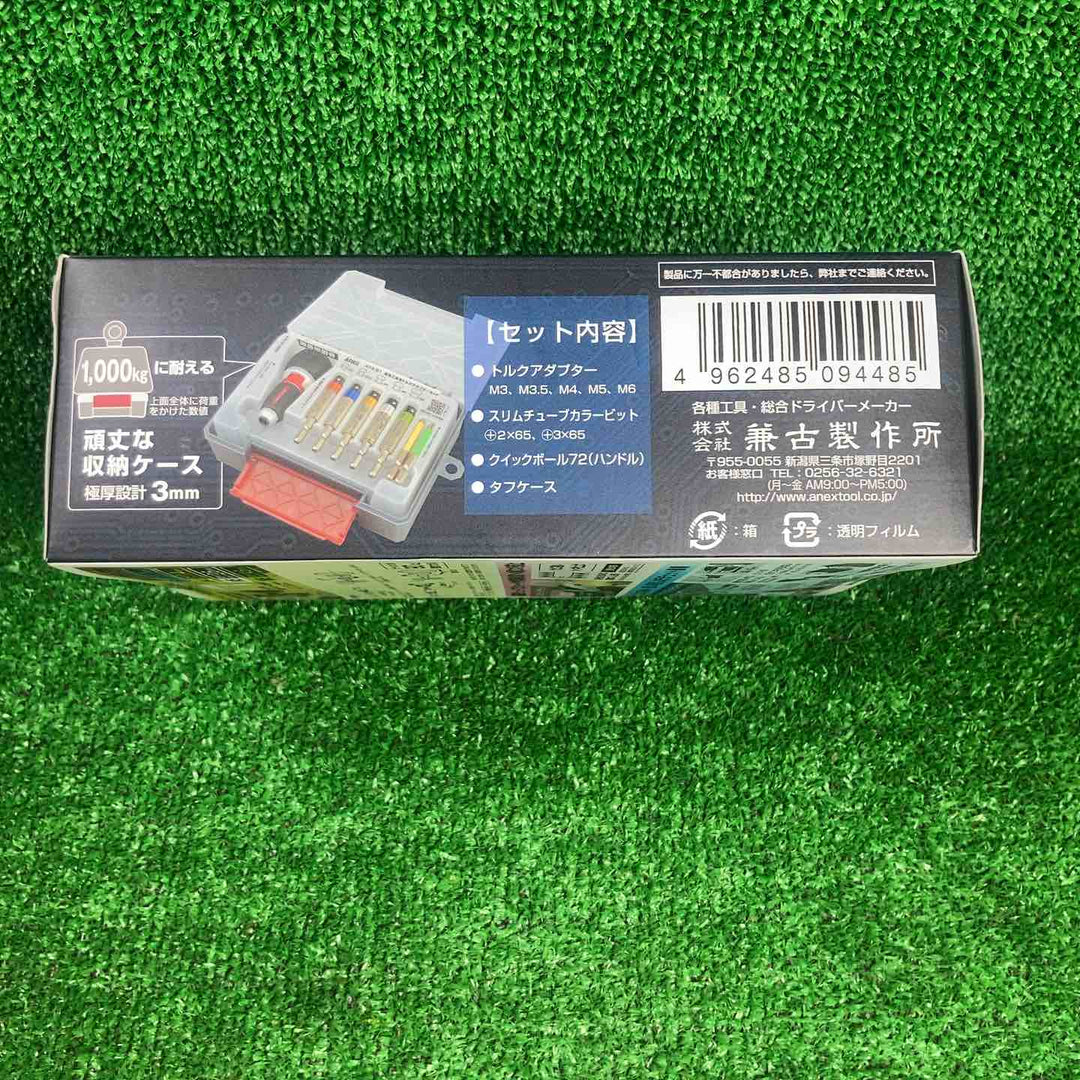 1,000kgに耐える
上面全体に荷重
をかけた数値
頑丈な
収納ケース
極厚設計 3mm
【セット内容】
● トルクアダプター
M3、M3.5、M4、M5、M6
● スリムチューブカラービット
⊕2×65、⊕3×65
● クイックボール72（ハンドル）
● タフケース
製品に万一不都合がありましたら、弊社までご連絡ください。
4 962485 094485
各種工具・総合ドライバーメーカー
株式会社 兼古製作所
〒955-0055 新潟県三条市塚野目2201
お客様窓口 TEL：0256-32-6321
(月～金 AM9:00～PM5:00)
http://www.anextool.co.jp/
紙：箱 プラ：透明フィルム